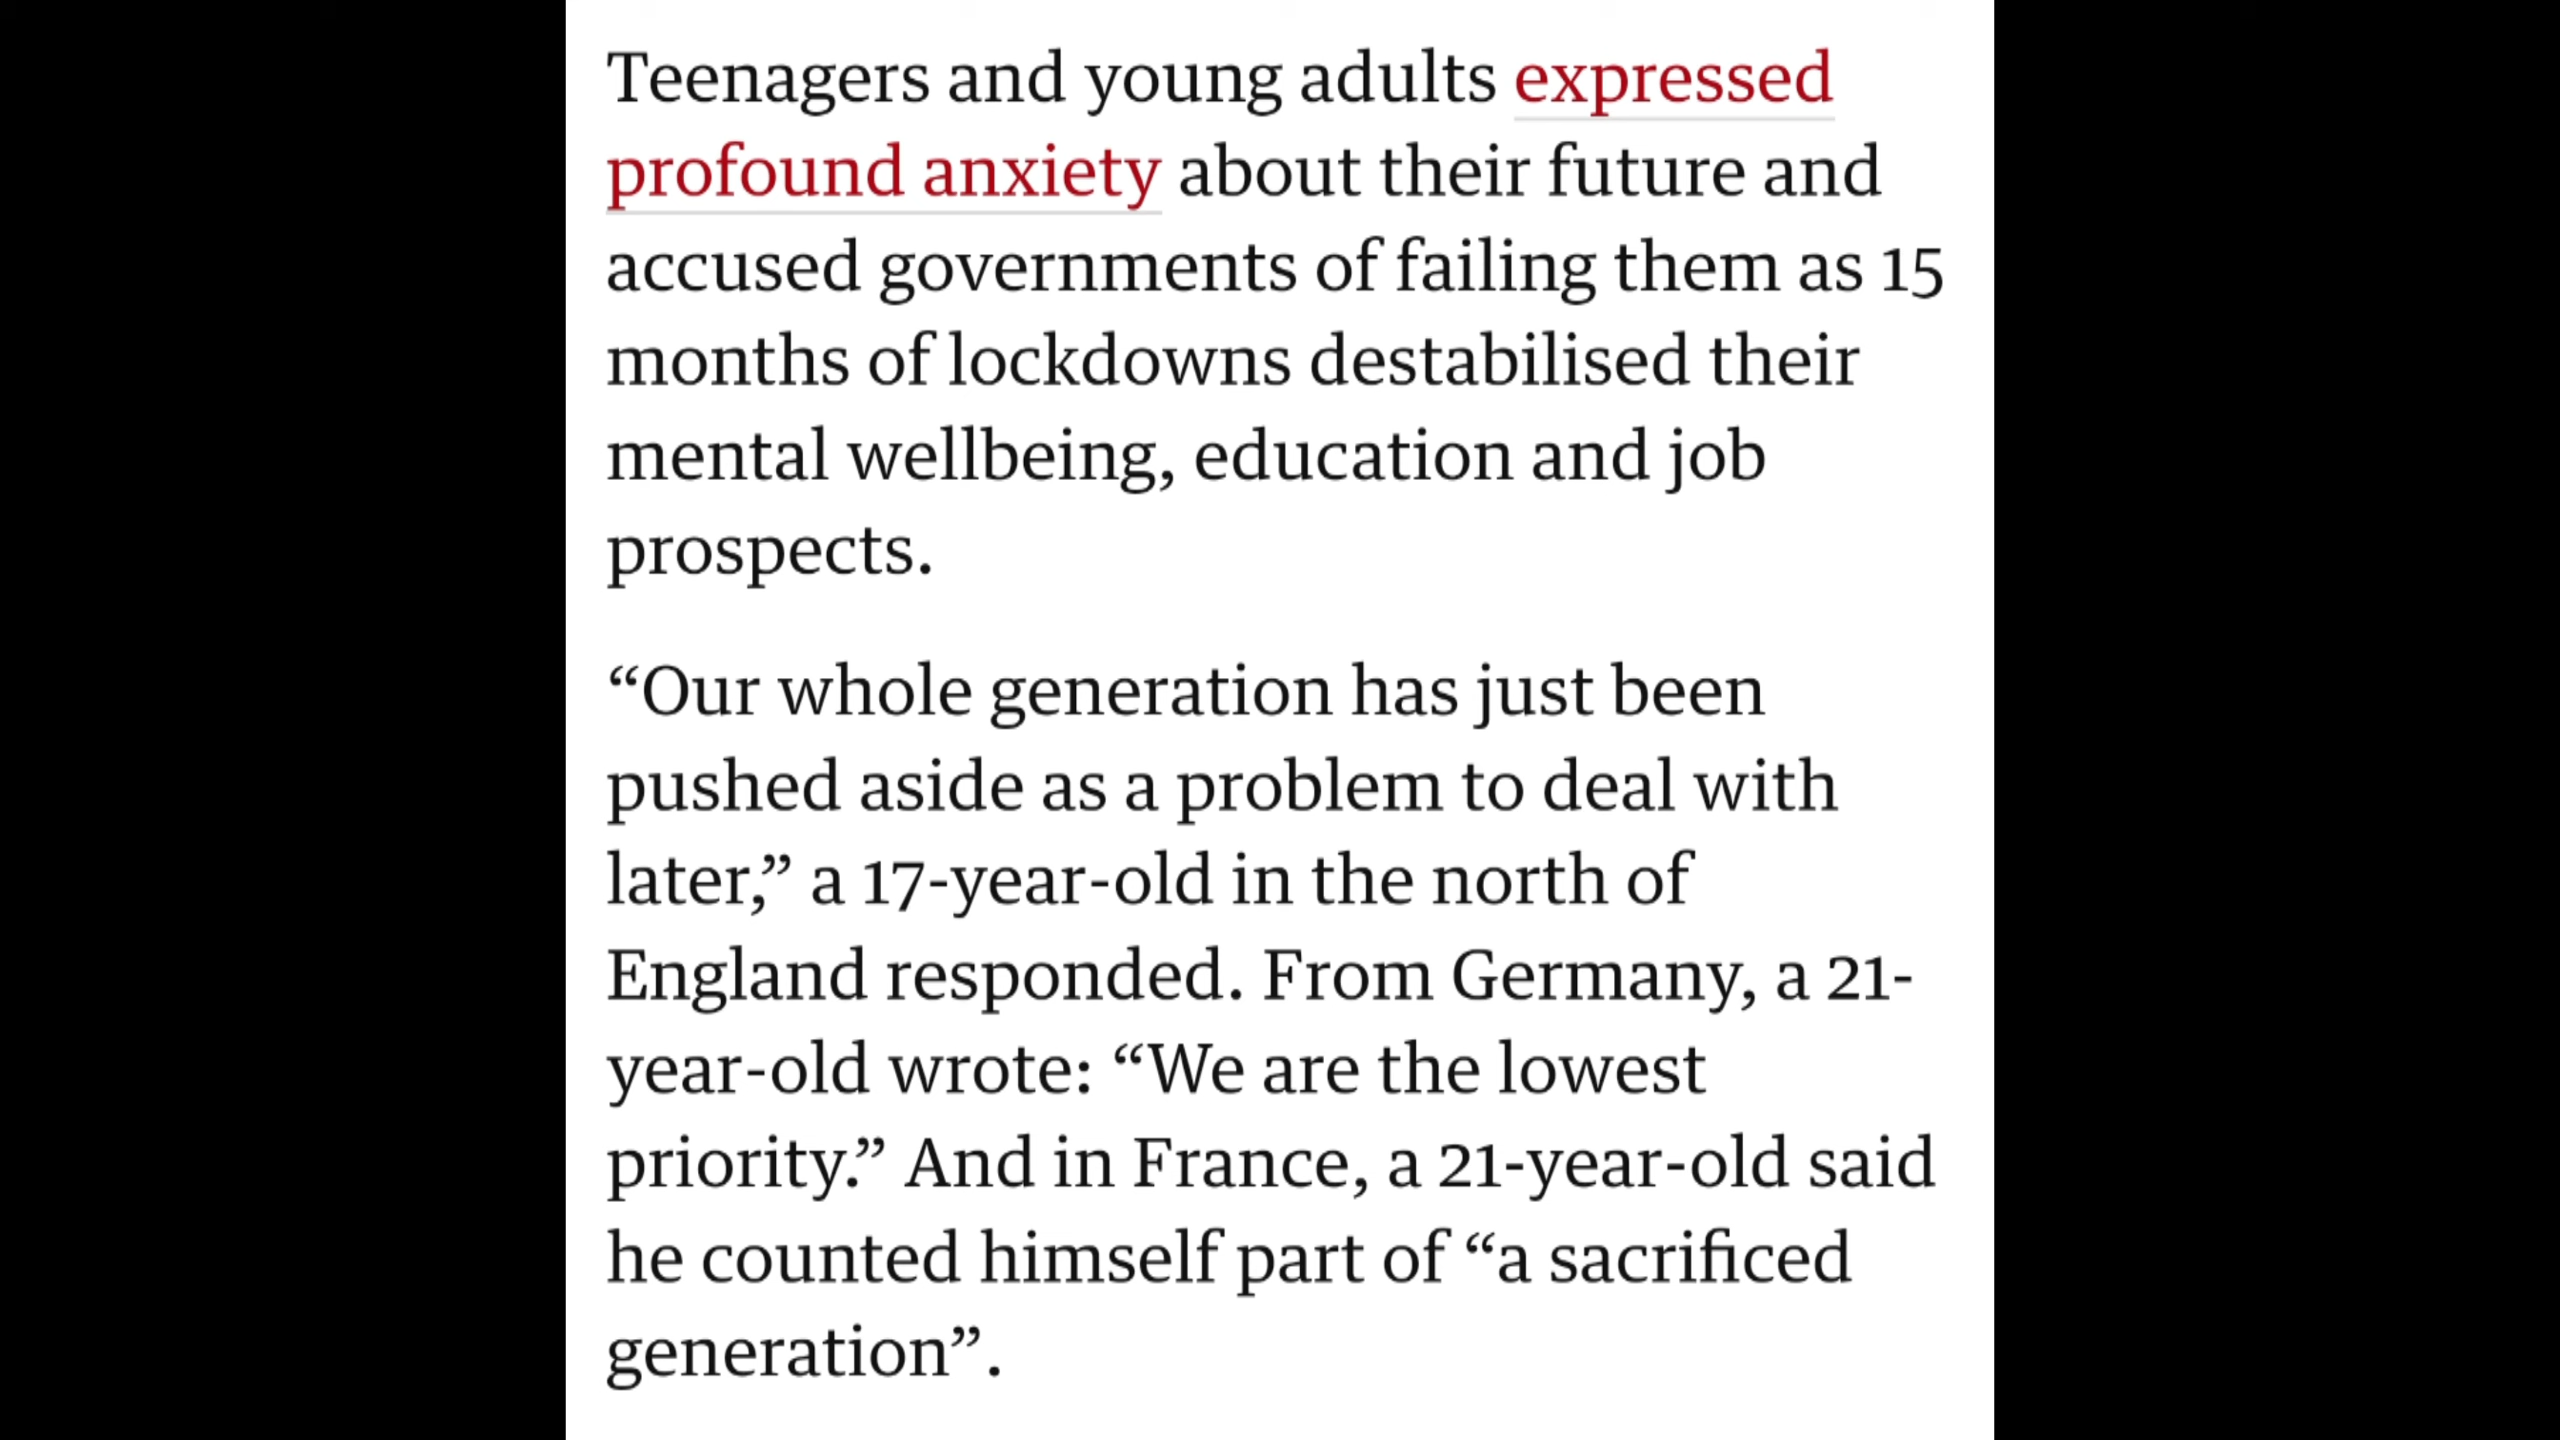 Teenagers and young adults expressed
profound anxiety about their future and
accused governments of failing them as 15
months of lockdowns destabilised their
mental wellbeing, education and job
prospects.
“Our whole generation has just been
pushed aside as a problem to deal with
later,” a 17-year-old in the north of
England responded. From Germany, a 21-
year-old wrote: “We are the lowest
priority.” And in France, a 21-year-old said
he counted himself part of “a sacrificed
generation”.